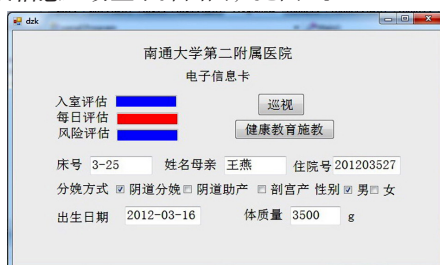 dzk
南通大学第二附属医院
电子信息卡
入室评估
巡视
每日评估
风险评估
健康教育施教
床号 3-25 姓名母亲 王燕 住院号 201203527
分娩方式 阴道分娩 阴道助产 剖宫产 性别 男 女
出生日期 2012-03-16 体质量 3500 g